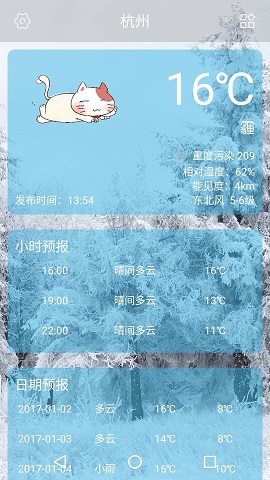 杭州
16℃
霾
重度污染 209
相对湿度：62%
能见度：4km
发布时间：13:54
东北风 5-6级
小时预报
16:00 晴间多云 16℃
19:00 晴间多云 13℃
22:00 晴间多云 11℃
日期预报
2017-01-02 多云 16℃ 8℃
2017-01-03 多云 14℃ 8℃
2017-01-04 小雨 16℃ 10℃